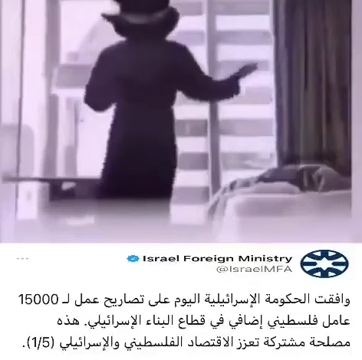 Israel Foreign Ministry
@IsraelMFA
وافقت الحكومة الإسرائيلية اليوم على تصاريح عمل لـ 15000
عامل فلسطيني إضافي في قطاع البناء الإسرائيلي. هذه
مصلحة مشتركة تعزز الاقتصاد الفلسطيني والإسرائيلي (1/5).